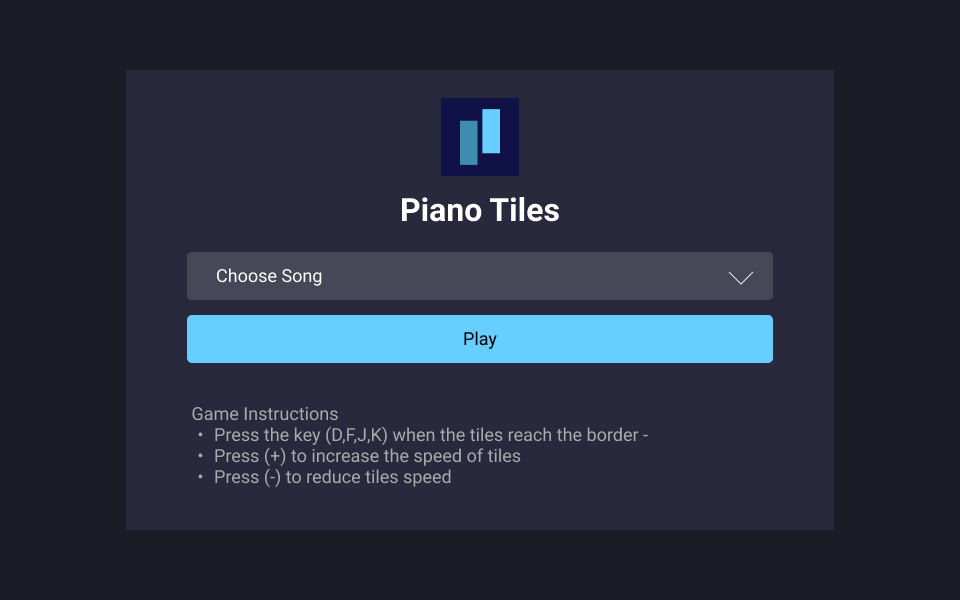 Piano Tiles
Choose Song
Play
Game Instructions
• Press the key (D,F,J,K) when the tiles reach the border -
• Press (+) to increase the speed of tiles
• Press (-) to reduce tiles speed